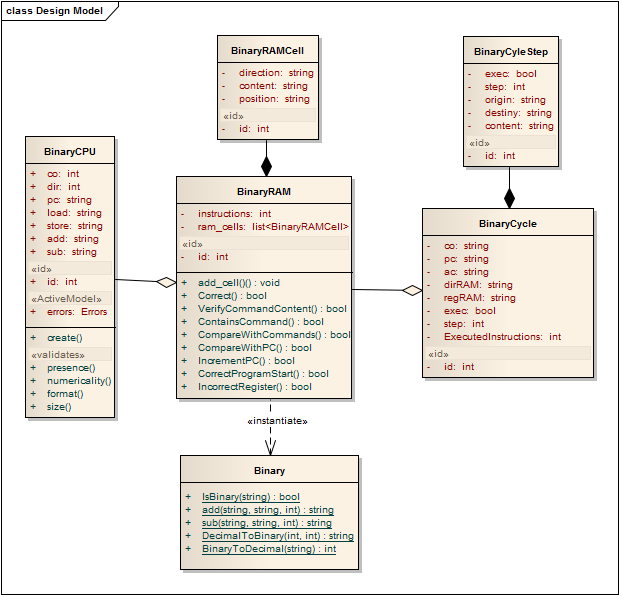 class Design Model
BinaryRAMCell
- direction: string
- content: string
- position: string
«id»
- id: int
BinaryCyleStep
- exec: bool
- step: int
- origin: string
- destiny: string
- content: string
«id»
- id: int
BinaryCPU
+ co: int
+ dir: int
+ pc: string
+ load: string
+ store: string
+ add: string
+ sub: string
«id»
+ id: int
«ActiveModel»
+ errors: Errors
+ create()
«validates»
+ presence()
+ numericality()
+ format()
+ size()
BinaryRAM
- instructions: int
- ram_cells: list<BinaryRAMCell>
«id»
- id: int
+ add_cell()() : void
+ Correct() : bool
+ VerifyCommandContent() : bool
+ ContainsCommand() : bool
+ CompareWithCommands() : bool
+ CompareWithPC() : bool
+ IncrementPC() : bool
+ CorrectProgramStart() : bool
+ IncorrectRegister() : bool
BinaryCycle
- co: string
- pc: string
- ac: string
- dirRAM: string
- regRAM: string
- exec: bool
- step: int
- ExecutedInstructions: int
«id»
- id: int
«instantiate»
Binary
+ IsBinary(string) : bool
+ add(string, string, int) : string
+ sub(string, string, int) : string
+ DecimalToBinary(int, int) : string
+ BinaryToDecimal(string) : int